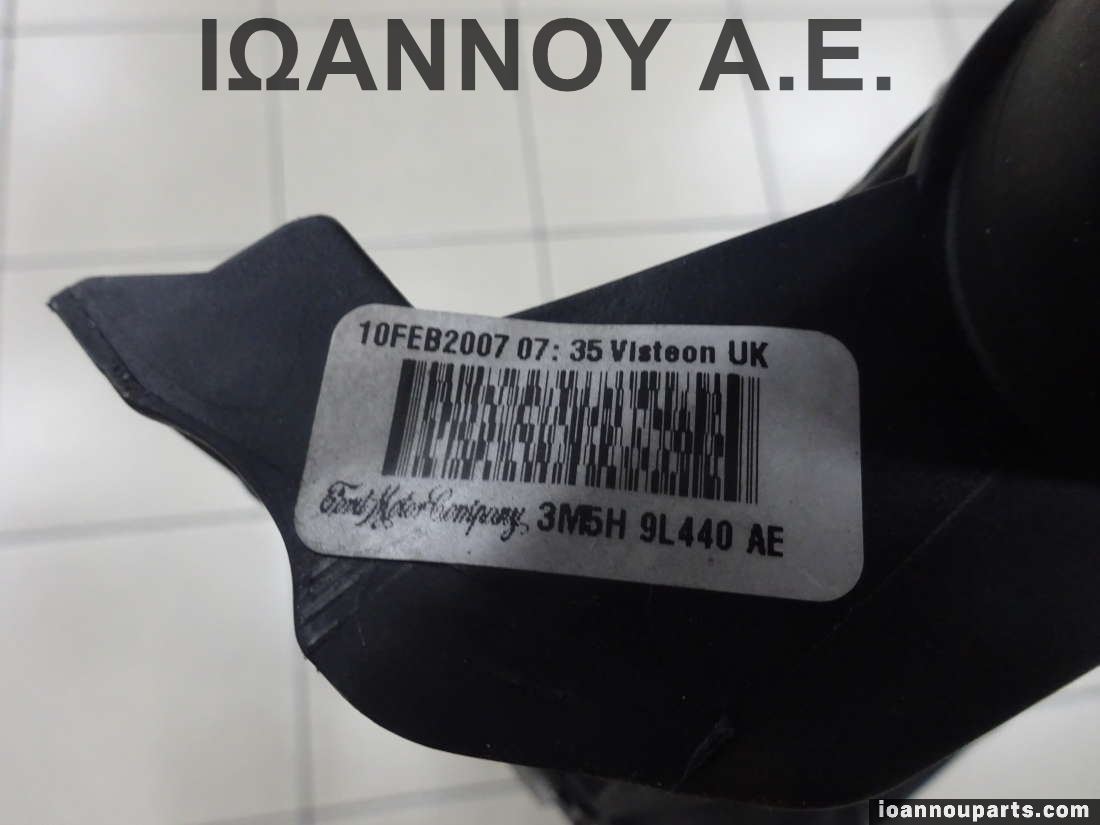 ΙΩΑΝΝΟΥ Α.Ε.
10FEB2007 07: 35 Visteon UK
Ford Motor Company 3M5H 9L440 AE
ioannouparts.com